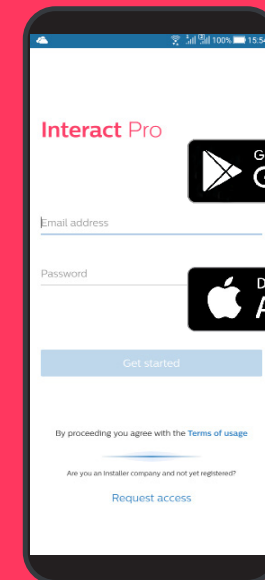 100% 15:54
Interact Pro
G
G
Email address
Password
D
A
Get started
By proceeding you agree with the Terms of usage
Are you an Installer company and not yet registered?
Request access